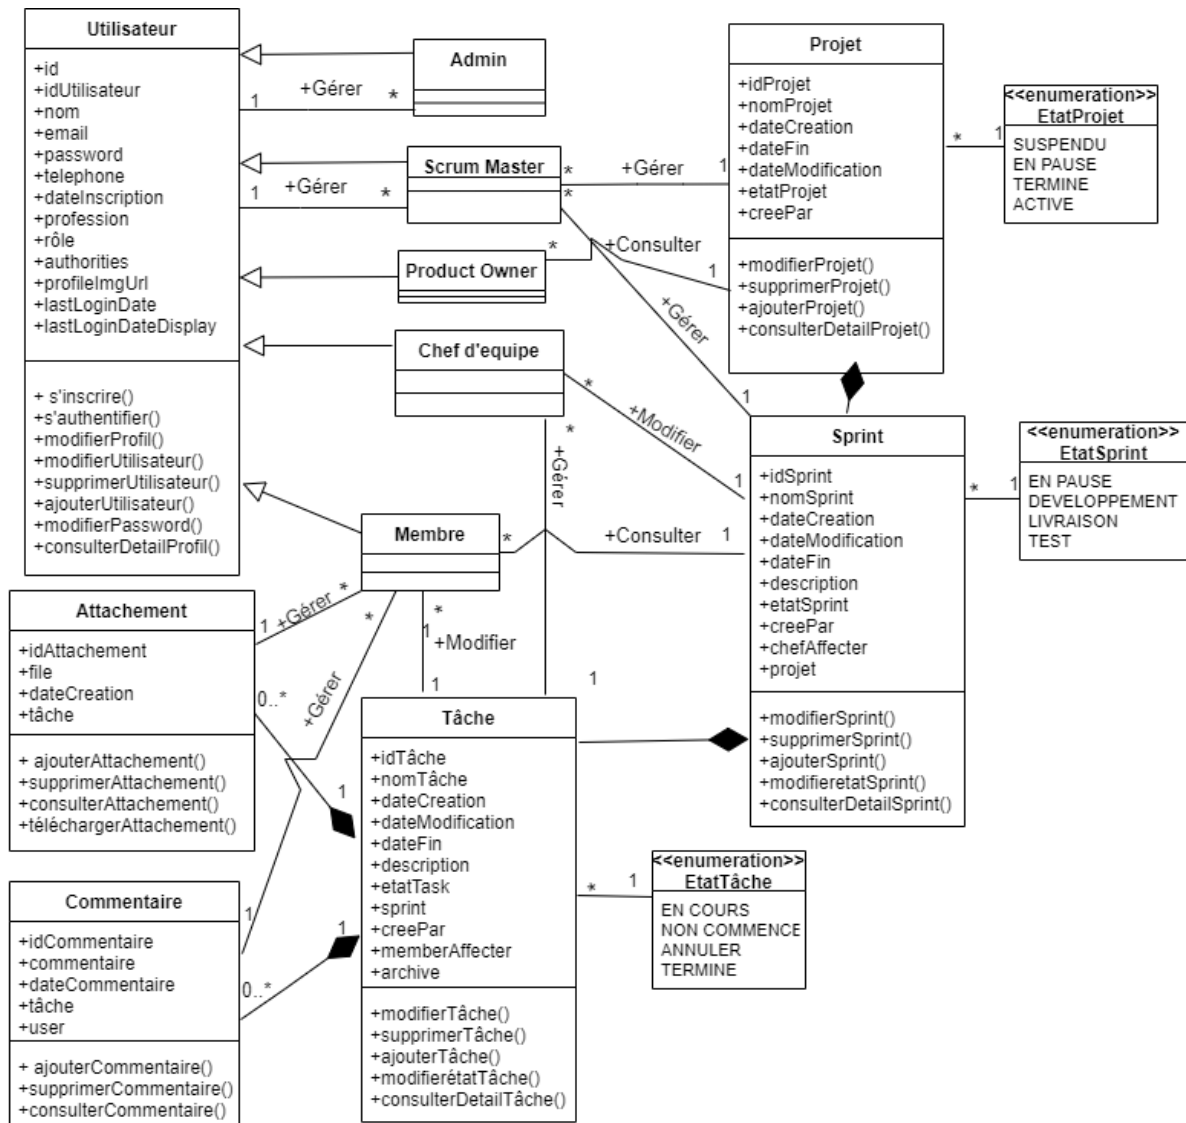 Utilisateur
+id
+idUtilisateur
+nom
+email
+password
+telephone
+dateInscription
+profession
+rôle
+authorities
+profileImgUrl
+lastLoginDate
+lastLoginDateDisplay
+ s'inscrire()
+s'authentifier()
+modifierProfil()
+modifierUtilisateur()
+supprimerUtilisateur()
+ajouterUtilisateur()
+modifierPassword()
+consulterDetailProfil()
Admin
1 +Gérer *
Scrum Master
1 +Gérer *
Product Owner
Chef d'equipe
Membre
* +Gérer 1
* +Consulter 1
* +Gérer 1
* +Modifier 1
* +Gérer
* +Consulter 1
Projet
+idProjet
+nomProjet
+dateCreation
+dateFin
+dateModification
+etatProjet
+creePar
+modifierProjet()
+supprimerProjet()
+ajouterProjet()
+consulterDetailProjet()
* 1
<<enumeration>>
EtatProjet
SUSPENDU
EN PAUSE
TERMINE
ACTIVE
Sprint
+idSprint
+nomSprint
+dateCreation
+dateModification
+dateFin
+description
+etatSprint
+creePar
+chefAffecter
+projet
+modifierSprint()
+supprimerSprint()
+ajouterSprint()
+modifieretatSprint()
+consulterDetailSprint()
* 1
<<enumeration>>
EtatSprint
EN PAUSE
DEVELOPPEMENT
LIVRAISON
TEST
Attachement
+idAttachement
+file
+dateCreation
+tâche
+ ajouterAttachement()
+supprimerAttachement()
+consulterAttachement()
+téléchargerAttachement()
1 +Gérer *
0..*
1
* +Gérer 1
*
1 +Modifier
1
1
Commentaire
+idCommentaire
+commentaire
+dateCommentaire
+tâche
+user
+ ajouterCommentaire()
+supprimerCommentaire()
+consulterCommentaire()
1
0..*
Tâche
+idTâche
+nomTâche
+dateCreation
+dateModification
+dateFin
+description
+etatTask
+sprint
+creePar
+memberAffecter
+archive
+modifierTâche()
+supprimerTâche()
+ajouterTâche()
+modifierétatTâche()
+consulterDetailTâche()
* 1
<<enumeration>>
EtatTâche
EN COURS
NON COMMENCE
ANNULER
TERMINE